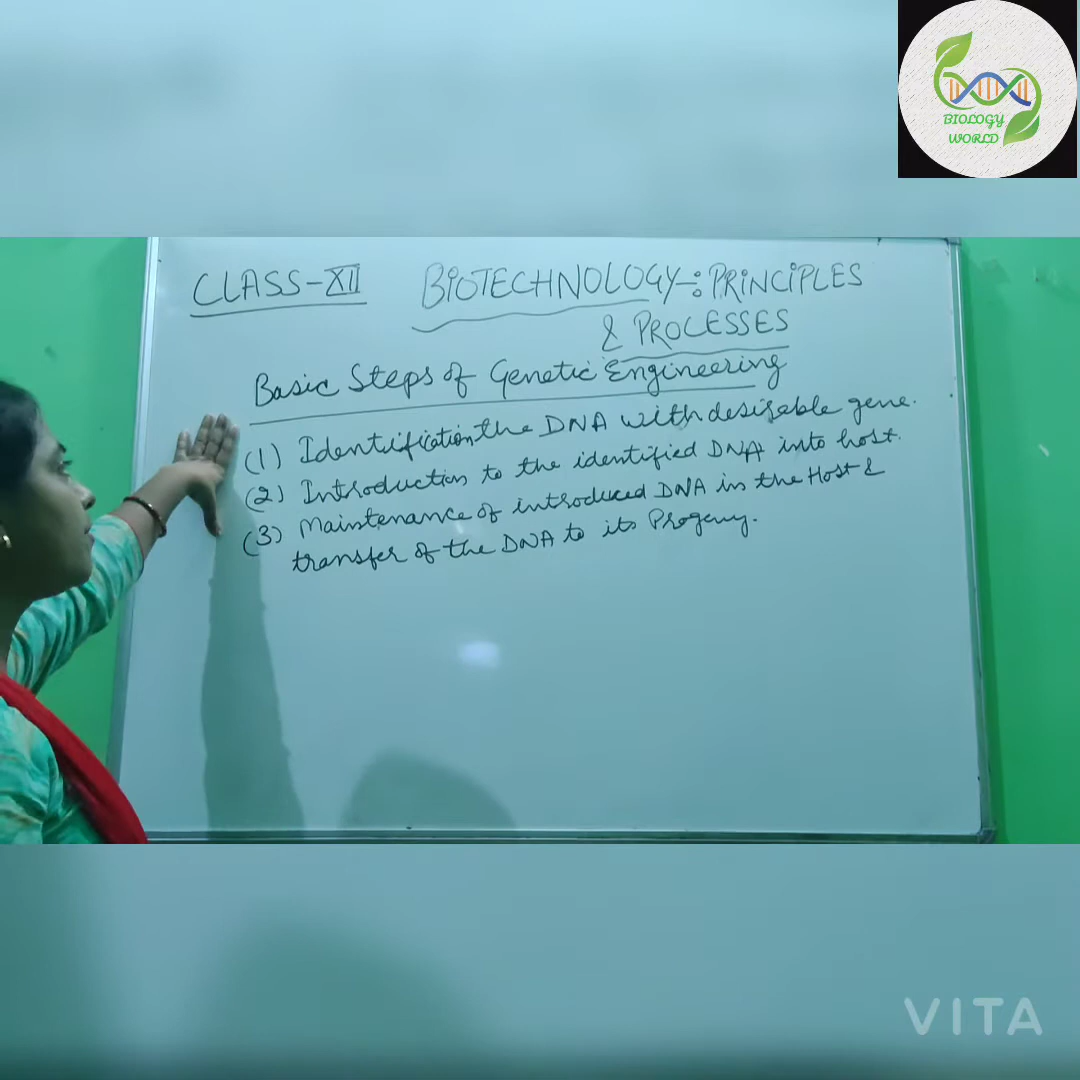 BIOLOGY
WORLD
CLASS-XII BIOTECHNOLOGY-: PRINCIPLES
& PROCESSES
Basic Steps of Genetic Engineering
(1) Identification the DNA with desirable gene.
(2) Introduction to the identified DNA into host.
(3) Maintenance of introduced DNA in the Host &
transfer of the DNA to its Progeny.
VITA